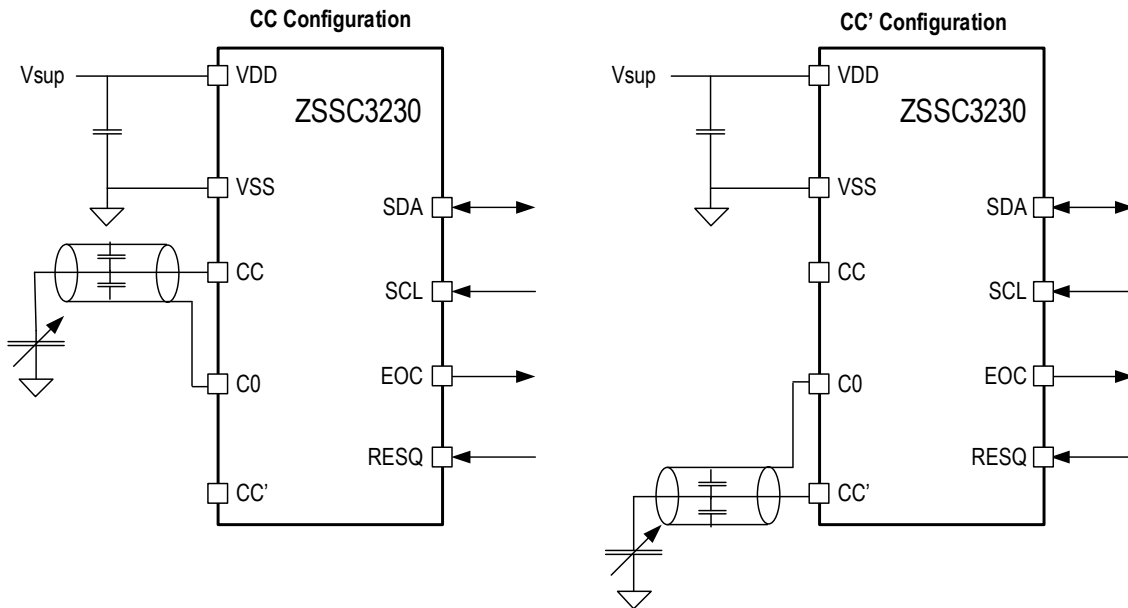 CC Configuration
Vsup
VDD
ZSSC3230
VSS
SDA
CC
SCL
C0
EOC
RESQ
CC’
CC’ Configuration
Vsup
VDD
ZSSC3230
VSS
SDA
CC
SCL
C0
EOC
RESQ
CC’